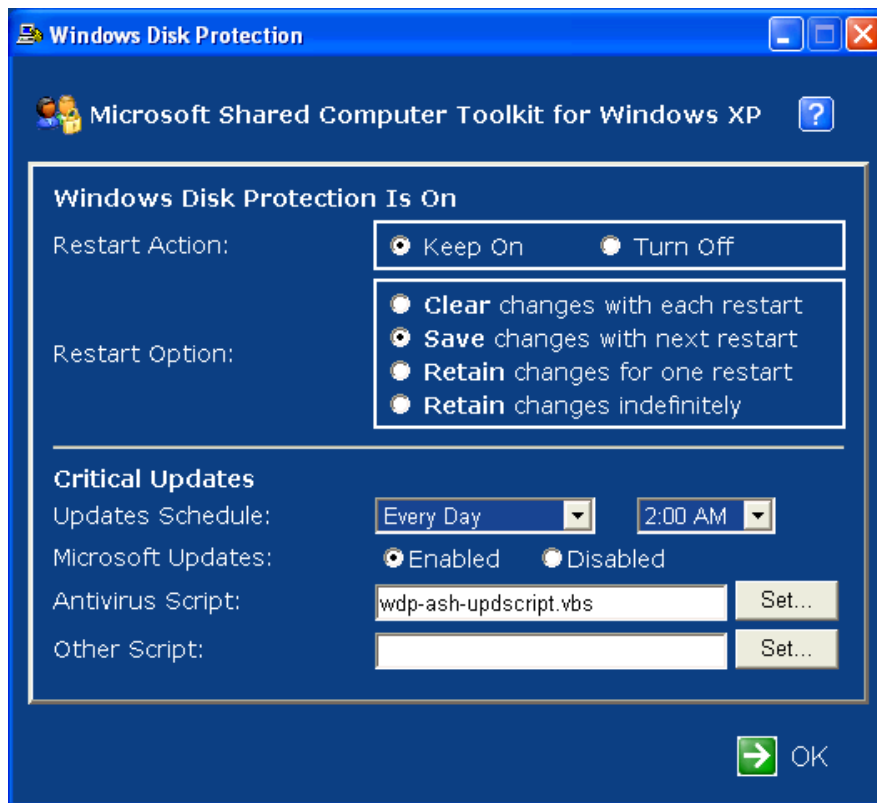 Windows Disk Protection
Microsoft Shared Computer Toolkit for Windows XP ?
Windows Disk Protection Is On
Restart Action: Keep On Turn Off
Restart Option:
Clear changes with each restart
Save changes with next restart
Retain changes for one restart
Retain changes indefinitely
Critical Updates
Updates Schedule: Every Day 2:00 AM
Microsoft Updates: Enabled Disabled
Antivirus Script: wdp-ash-updscript.vbs Set...
Other Script: Set...
OK